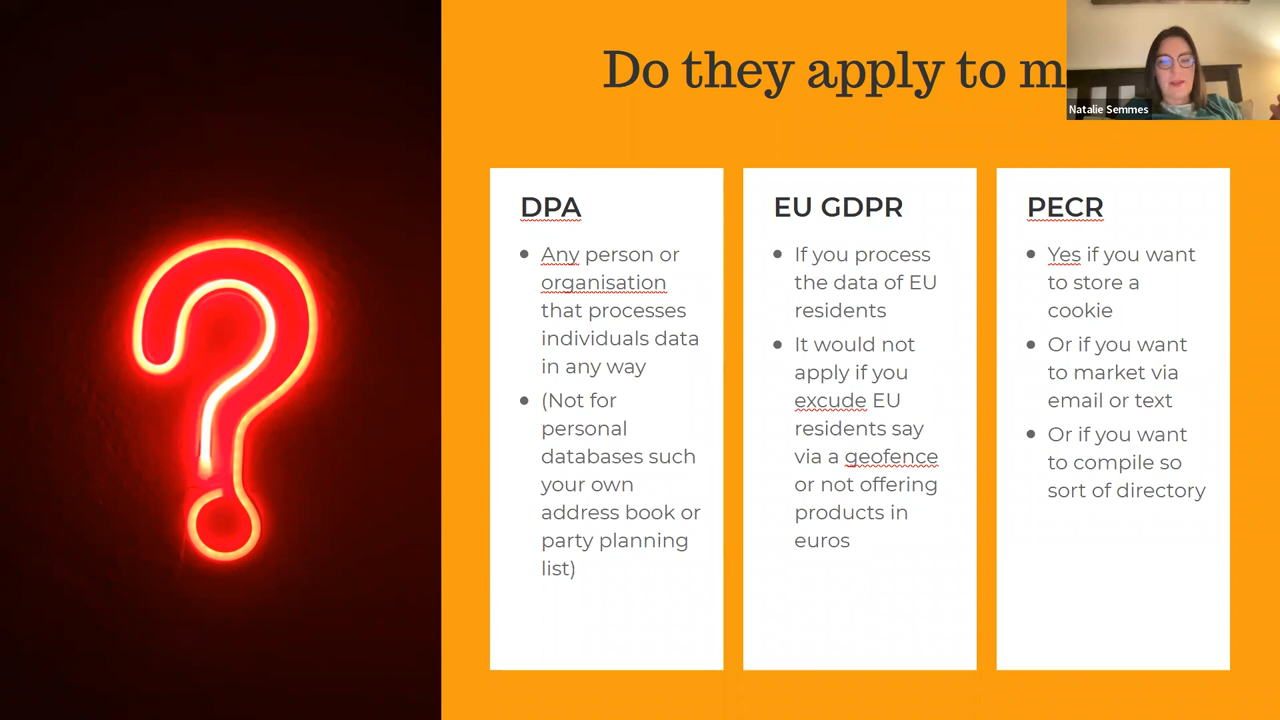 Do they apply to m
Natalie Semmes
DPA
Any person or
organisation
that processes
individuals data
in any way
(Not for
personal
databases such
your own
address book or
party planning
list)
EU GDPR
If you process
the data of EU
residents
It would not
apply if you
excude EU
residents say
via a geofence
or not offering
products in
euros
PECR
Yes if you want
to store a
cookie
Or if you want
to market via
email or text
Or if you want
to compile so
sort of directory